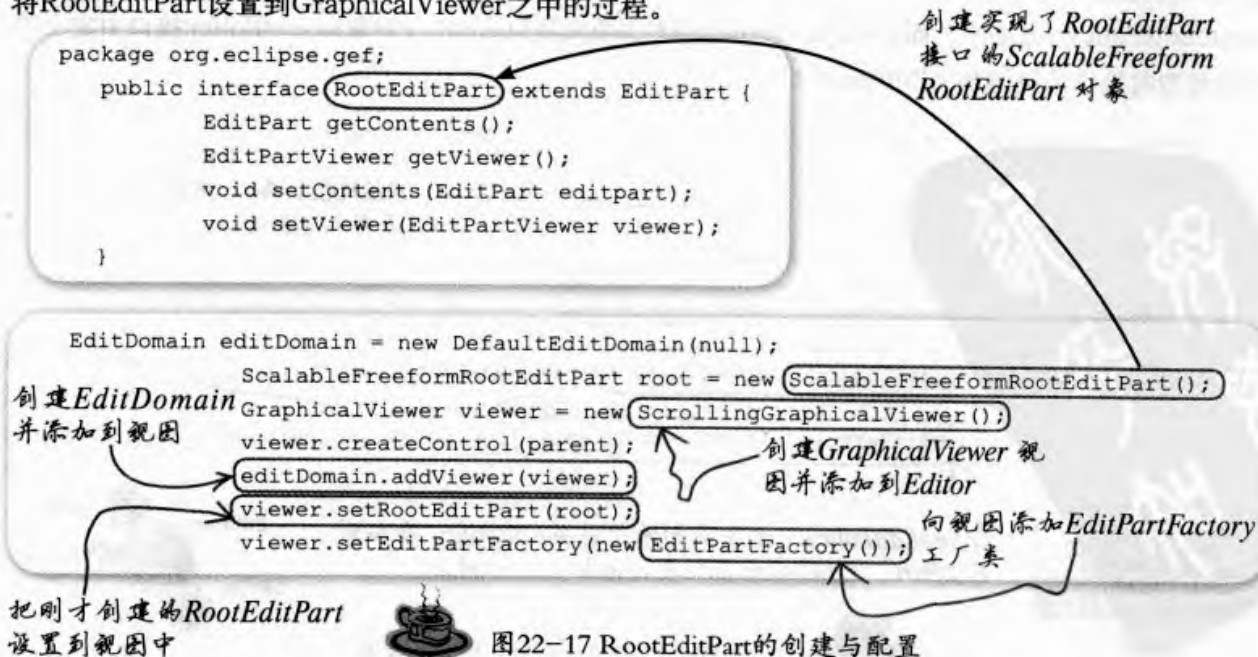 将RootEditPart设置到GraphicalViewer之中的过程。
创建实现了RootEditPart
接口的ScalableFreeform
RootEditPart 对象
package org.eclipse.gef;
public interface RootEditPart extends EditPart {
EditPart getContents();
EditPartViewer getViewer();
void setContents(EditPart editpart);
void setViewer(EditPartViewer viewer);
}
EditDomain editDomain = new DefaultEditDomain(null);
ScalableFreeformRootEditPart root = new ScalableFreeformRootEditPart();
GraphicalViewer viewer = new ScrollingGraphicalViewer();
viewer.createControl(parent);
editDomain.addViewer(viewer);
viewer.setRootEditPart(root);
viewer.setEditPartFactory(new EditPartFactory());
创建EditDomain
并添加到视图
创建GraphicalViewer 视
图并添加到Editor
向视图添加EditPartFactory
工厂类
把刚才创建的RootEditPart
设置到视图中
图22-17 RootEditPart的创建与配置